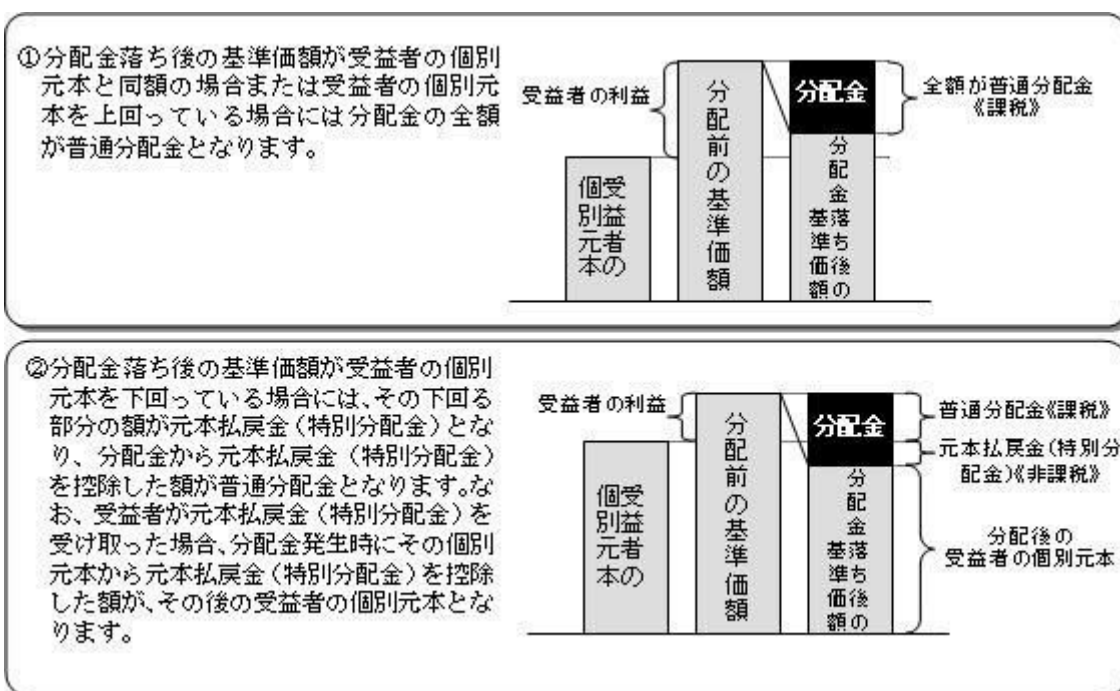 ①分配金落ち後の基準価額が受益者の個別
元本と同額の場合または受益者の個別元
本を上回っている場合には分配金の全額
が普通分配金となります。
受益者の利益
受益者の
個別元本
分配前の基準価額
分配金
分配金落ち後の
基準価額
全額が普通分配金
《課税》
②分配金落ち後の基準価額が受益者の個別
元本を下回っている場合には、その下回る
部分の額が元本払戻金(特別分配金)とな
り、分配金から元本払戻金(特別分配金)
を控除した額が普通分配金となります。な
お、受益者が元本払戻金(特別分配金)を
受け取った場合、分配金発生時にその個別
元本から元本払戻金(特別分配金)を控除
した額が、その後の受益者の個別元本とな
ります。
受益者の利益
受益者の
個別元本
分配前の基準価額
分配金
分配金落ち後の
基準価額
普通分配金《課税》
元本払戻金(特別分
配金)《非課税》
分配後の
受益者の個別元本